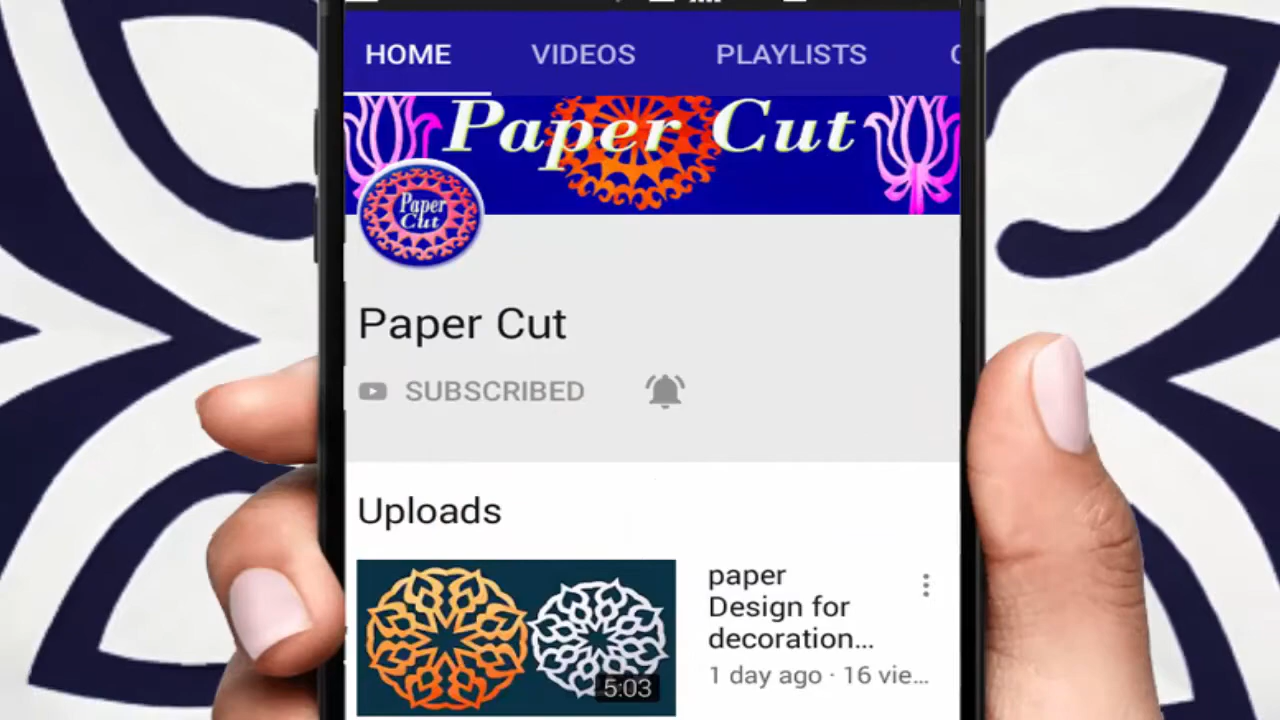 HOME VIDEOS PLAYLISTS
Paper Cut
Paper
Cut
Paper Cut
SUBSCRIBED
Uploads
paper
Design for
decoration...
1 day ago · 16 vie...
5:03